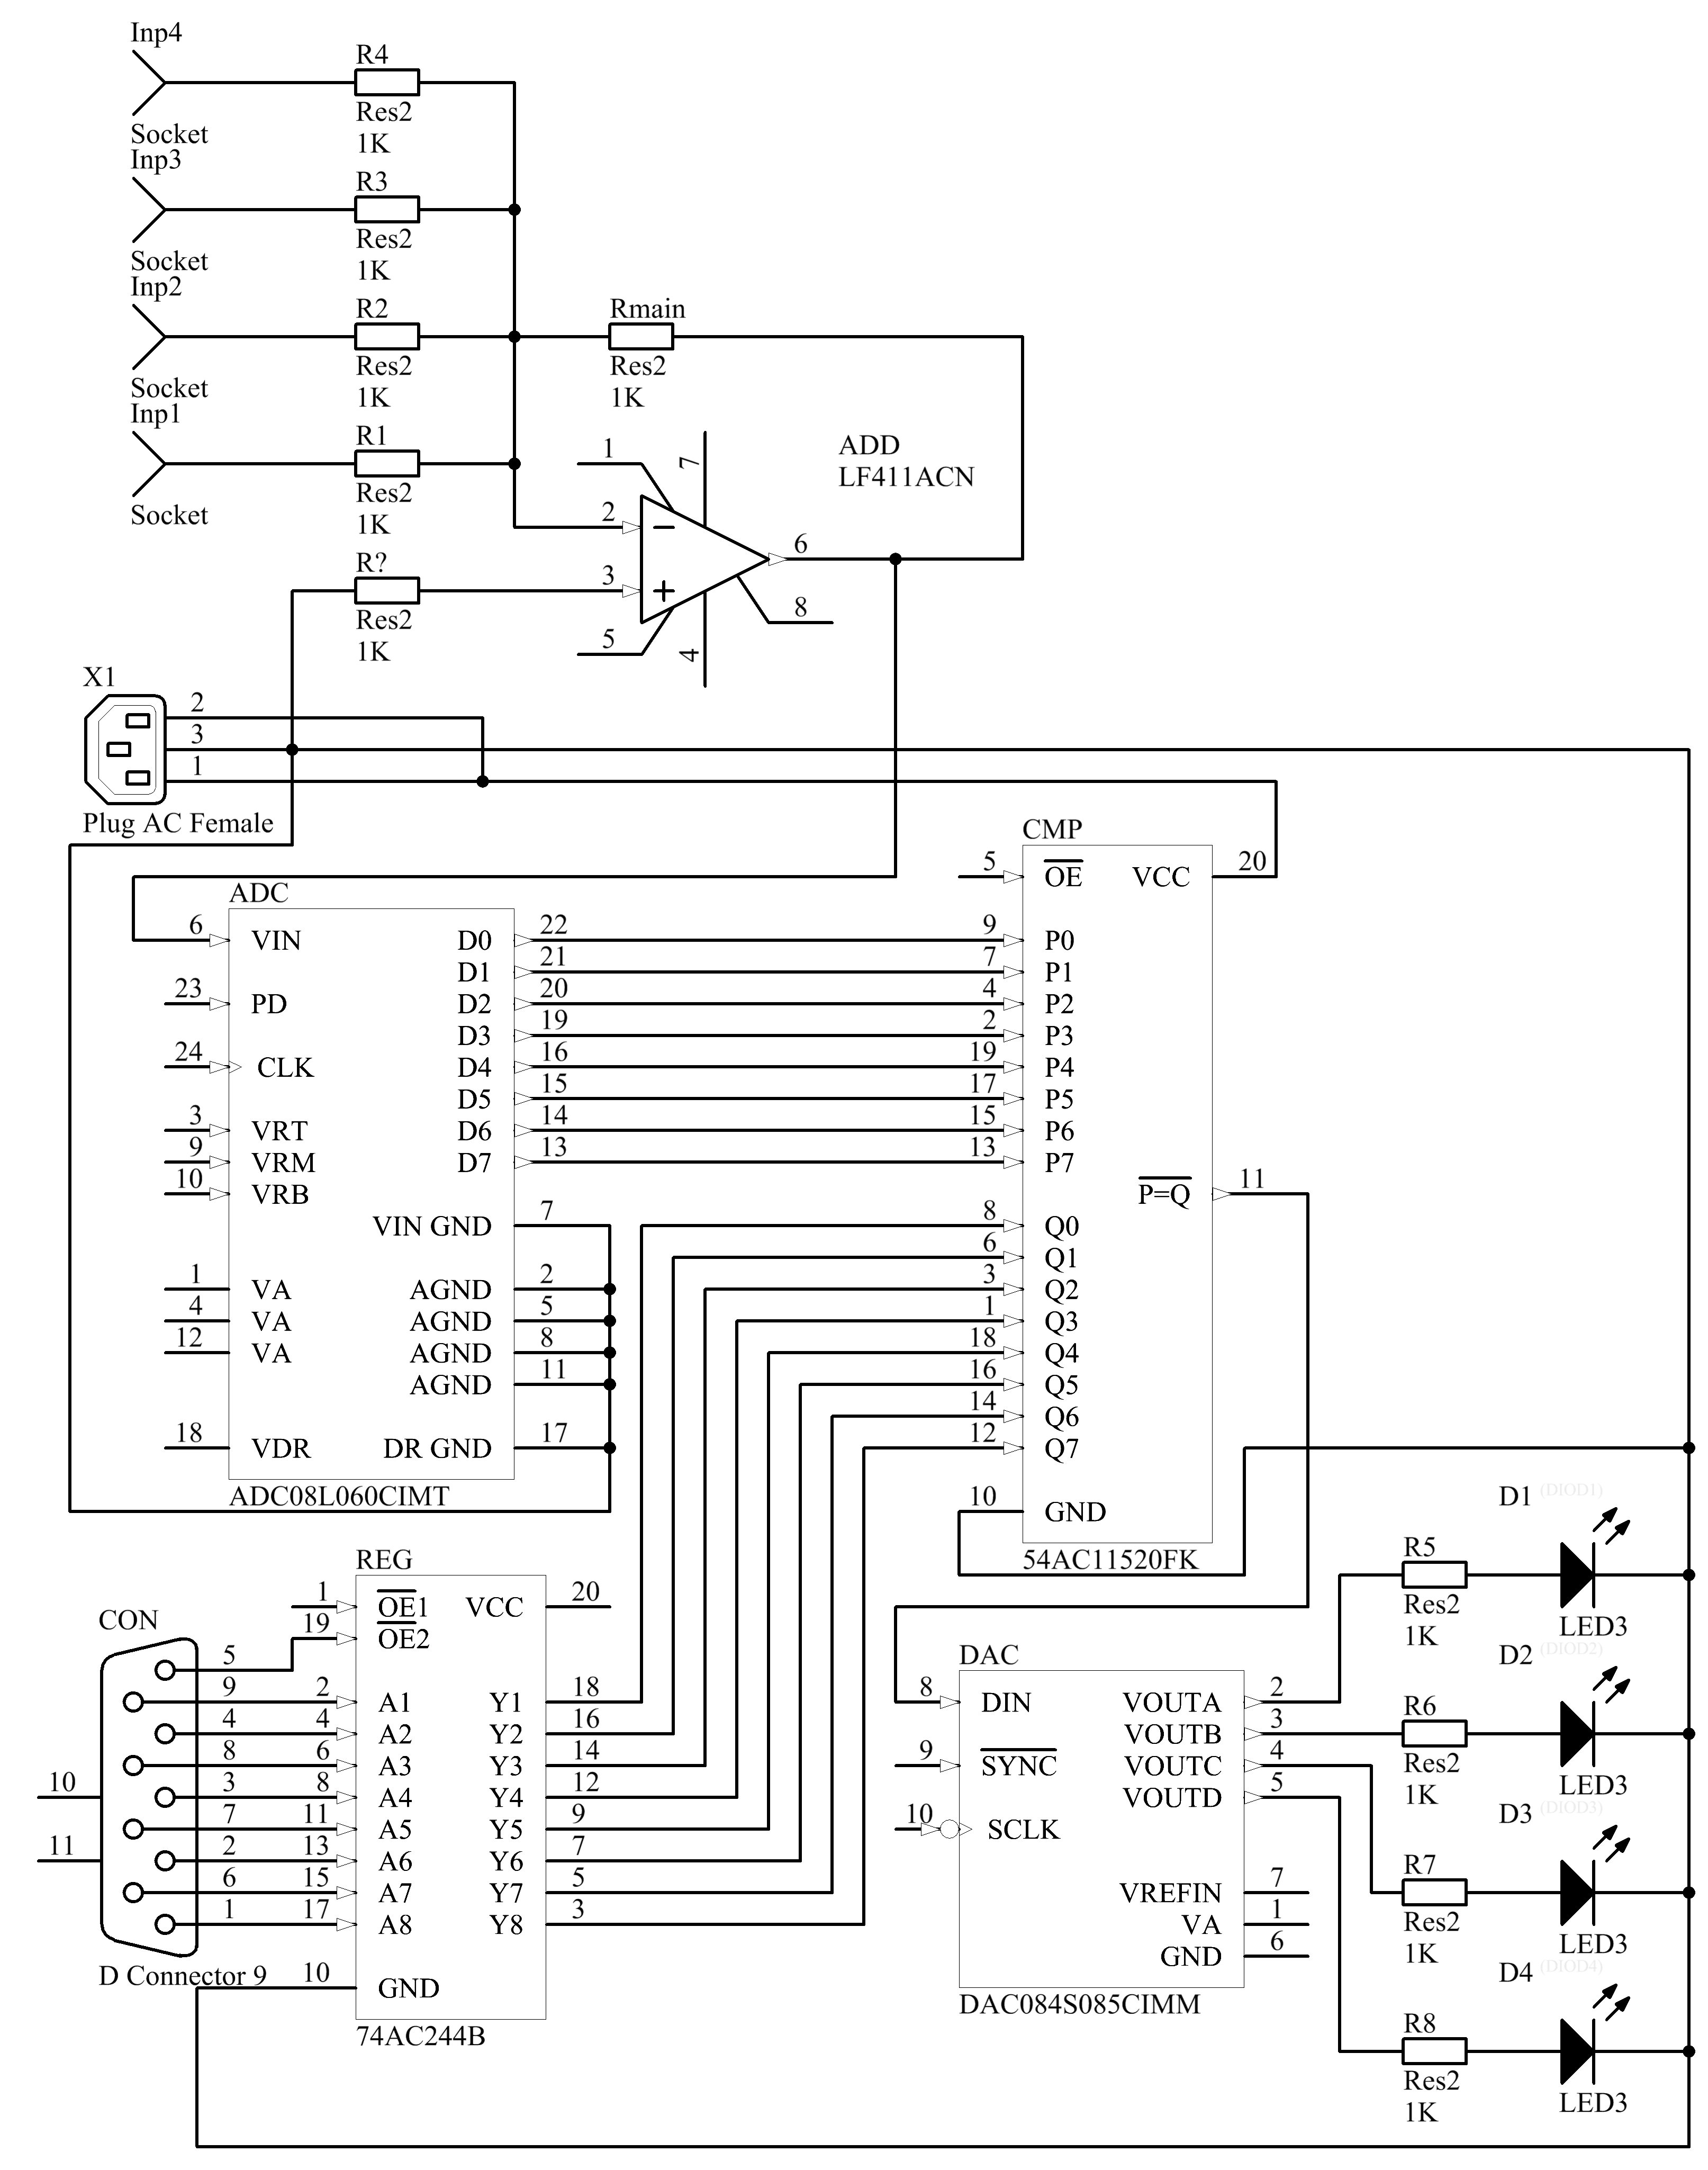 Inp4
R4
Res2
1K
Socket
Inp3
R3
Res2
1K
Socket
Inp2
R2
Res2
1K
Socket
Inp1
R1
Res2
1K
Socket
Rmain
Res2
1K
R?
Res2
1K
ADD
LF411ACN
1
7
2
3
6
8
5
4
X1
2
3
1
Plug AC Female
ADC
6 VIN
23 PD
24 CLK
3 VRT
9 VRM
10 VRB
1 VA
4 VA
12 VA
18 VDR
D0 22
D1 21
D2 20
D3 19
D4 16
D5 15
D6 14
D7 13
VIN GND 7
AGND 2
AGND 5
AGND 8
AGND 11
DR GND 17
ADC08L060CIMT
CMP
5 OE
VCC 20
9 P0
7 P1
4 P2
2 P3
19 P4
17 P5
15 P6
13 P7
P=Q 11
8 Q0
6 Q1
3 Q2
1 Q3
18 Q4
16 Q5
14 Q6
12 Q7
10 GND
54AC11520FK
REG
1 OE1
19 OE2
VCC 20
2 A1
4 A2
6 A3
8 A4
11 A5
13 A6
15 A7
17 A8
10 GND
Y1 18
Y2 16
Y3 14
Y4 12
Y5 9
Y6 7
Y7 5
Y8 3
74AC244B
CON
5
9
4
8
3
7
2
6
1
10
11
D Connector 9
DAC
8 DIN
9 SYNC
10 SCLK
VOUTA 2
VOUTB 3
VOUTC 4
VOUTD 5
VREFIN 7
VA 1
GND 6
DAC084S085CIMM
D1 (DIOD1)
R5
Res2
1K
LED3
D2 (DIOD2)
R6
Res2
1K
LED3
D3 (DIOD3)
R7
Res2
1K
LED3
D4 (DIOD4)
R8
Res2
1K
LED3